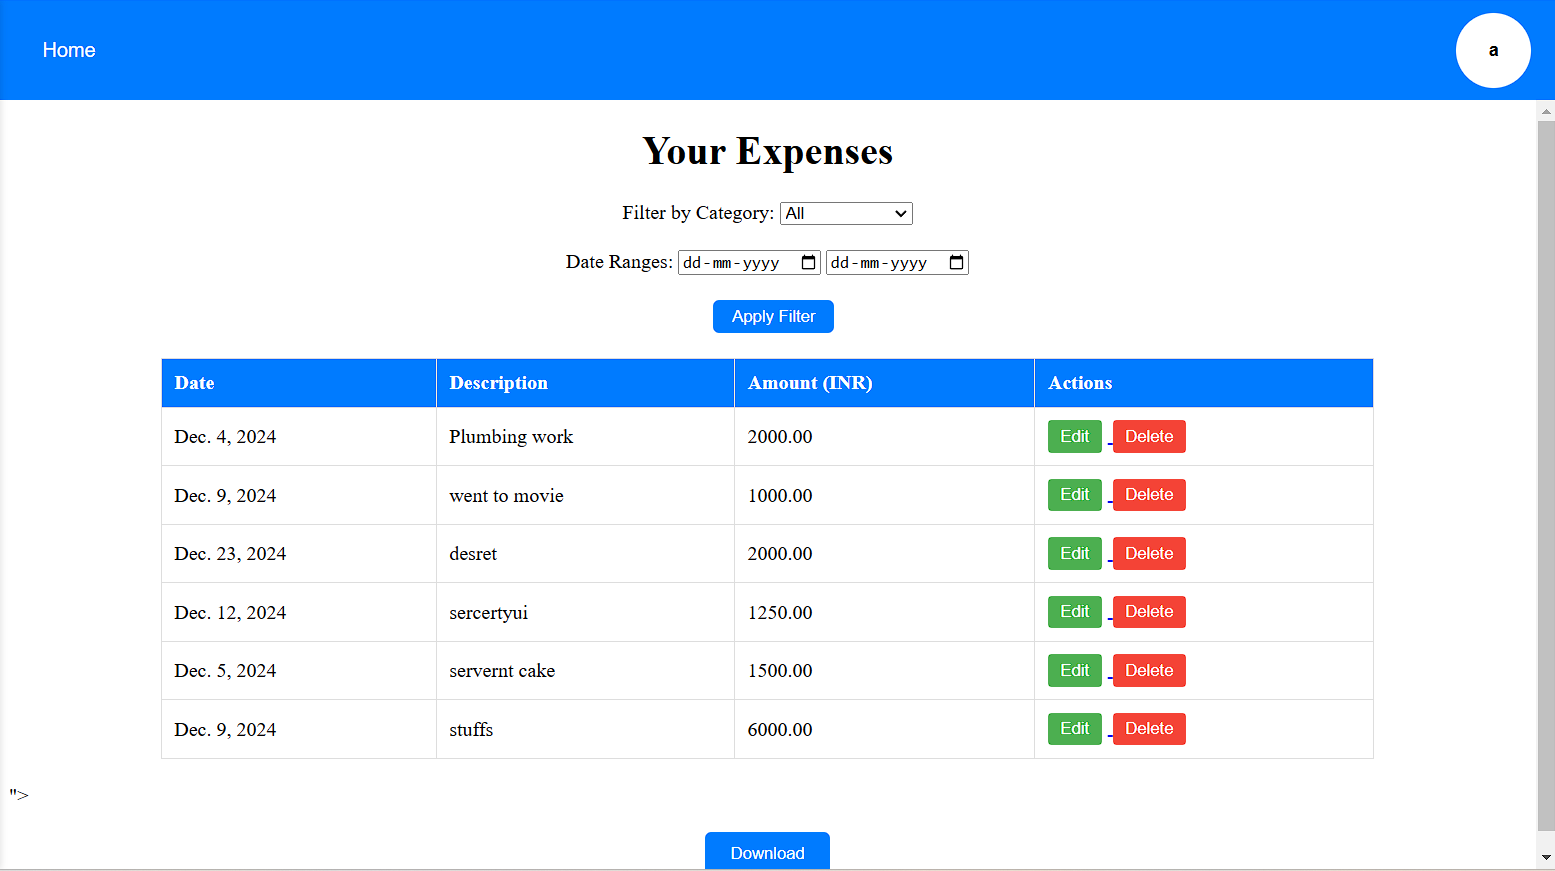 Home
a
Your Expenses
Filter by Category: All
Date Ranges: dd-mm-yyyy dd-mm-yyyy
Apply Filter
Date Description Amount (INR) Actions
Dec. 4, 2024 Plumbing work 2000.00 Edit Delete
Dec. 9, 2024 went to movie 1000.00 Edit Delete
Dec. 23, 2024 desret 2000.00 Edit Delete
Dec. 12, 2024 sercertyui 1250.00 Edit Delete
Dec. 5, 2024 servernt cake 1500.00 Edit Delete
Dec. 9, 2024 stuffs 6000.00 Edit Delete
">
Download